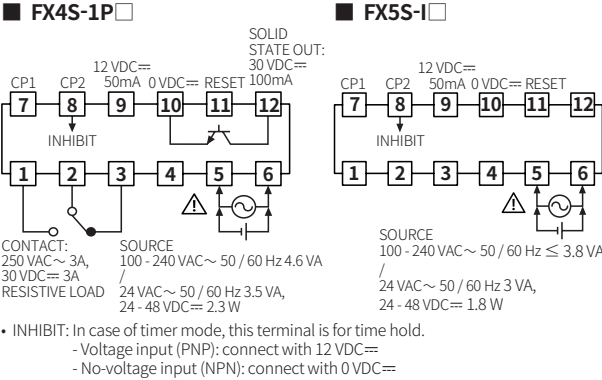 ■ FX4S-1P□
SOLID
STATE OUT:
30 VDC⎓
100mA
12 VDC⎓
50mA
CP1 CP2 0 VDC⎓ RESET
7 8 9 10 11 12
INHIBIT
1 2 3 4 5 6
CONTACT:
250 VAC～ 3A,
30 VDC⎓ 3A
RESISTIVE LOAD
SOURCE
100 - 240 VAC～ 50 / 60 Hz 4.6 VA
/
24 VAC～ 50 / 60 Hz 3.5 VA,
24 - 48 VDC⎓ 2.3 W
■ FX5S-I□
12 VDC⎓
CP1 CP2 50mA 0 VDC⎓ RESET
7 8 9 10 11 12
INHIBIT
1 2 3 4 5 6
SOURCE
100 - 240 VAC～ 50 / 60 Hz ≤ 3.8 VA
/
24 VAC～ 50 / 60 Hz 3 VA,
24 - 48 VDC⎓ 1.8 W
• INHIBIT: In case of timer mode, this terminal is for time hold.
- Voltage input (PNP): connect with 12 VDC⎓
- No-voltage input (NPN): connect with 0 VDC⎓